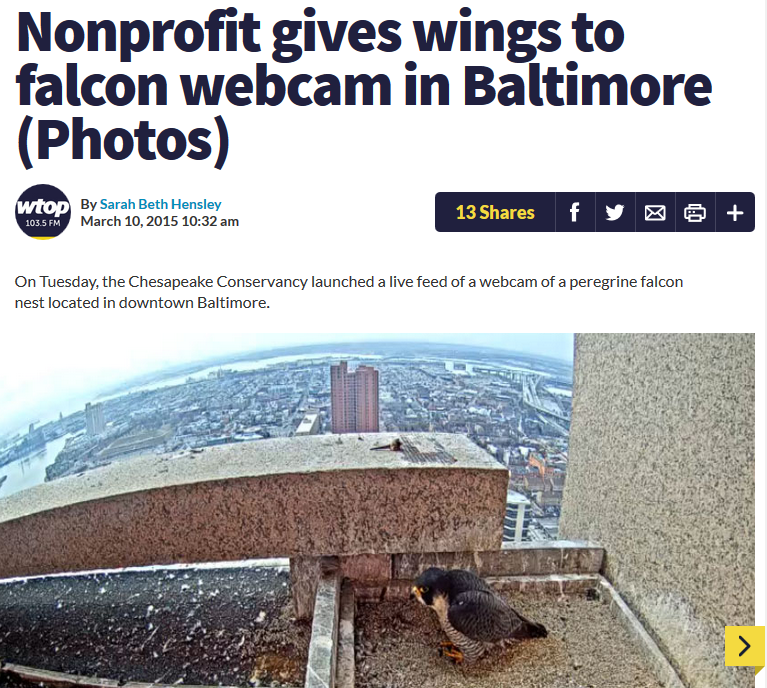 Nonprofit gives wings to
falcon webcam in Baltimore
(Photos)
wtop
103.5 FM
By Sarah Beth Hensley
March 10, 2015 10:32 am
13 Shares
On Tuesday, the Chesapeake Conservancy launched a live feed of a webcam of a peregrine falcon
nest located in downtown Baltimore.